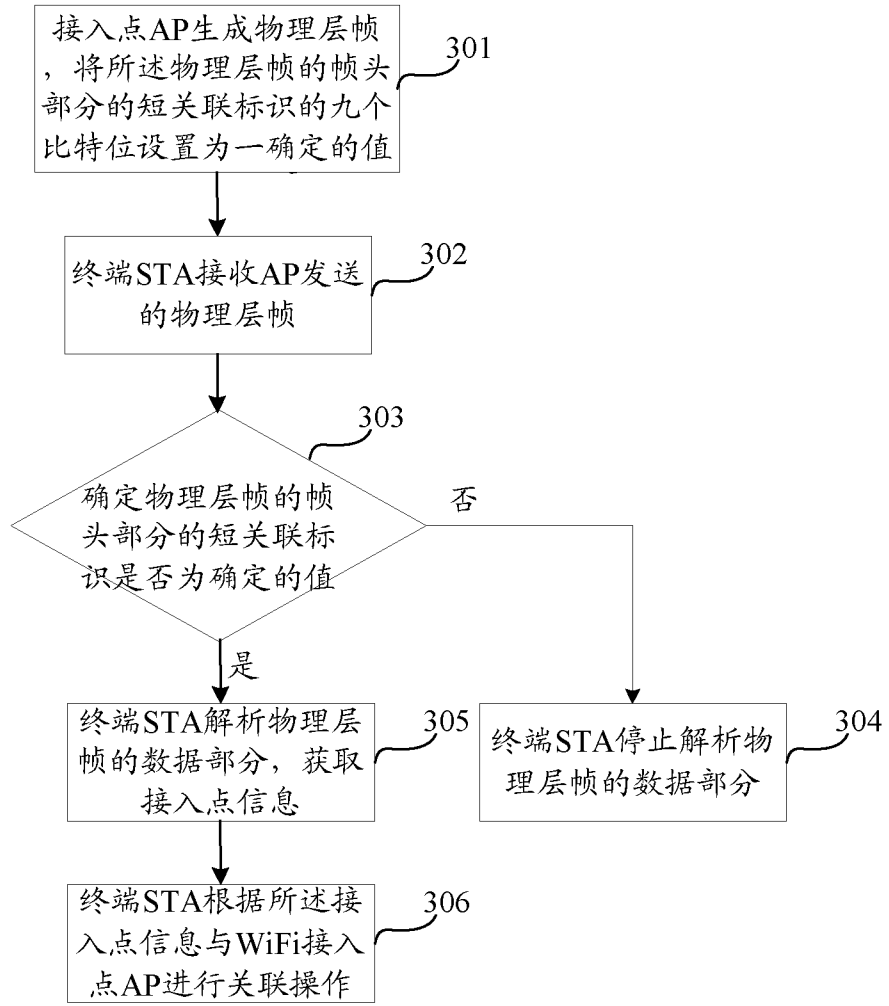 接入点AP生成物理层帧
，将所述物理层帧的帧头
部分的短关联标识的九个
比特位设置为一确定的值
301
终端STA接收AP发送
的物理层帧
302
303
确定物理层帧的帧
头部分的短关联标
识是否为确定的值
否
是
终端STA解析物理层
帧的数据部分，获取
接入点信息
305
终端STA停止解析物
理层帧的数据部分
304
终端STA根据所述接
入点信息与WiFi接入
点AP进行关联操作
306